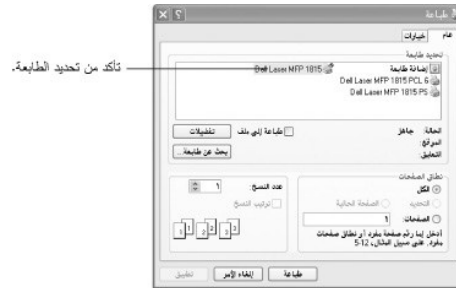 طباعة
عام
خيارات
تحديد طابعة
إضافة طابعة
Dell Laser MFP 1815
Dell Laser MFP 1815 PCL 6
Dell Laser MFP 1815 PS
تأكد من تحديد الطابعة.
الحالة: جاهز
الموقع:
التعليق:
طباعة إلى ملف
تفضيلات
بحث عن طابعة...
نطاق الصفحات
الكل
التحديد
الصفحة الحالية
الصفحات: 1
أدخل إما رقم صفحة مفرد أو نطاق صفحات
مفرد. على سبيل المثال، 12-5
عدد النسخ: 1
ترتيب النسخ
1 1 2 2 3 3
طباعة
إلغاء الأمر
تطبيق